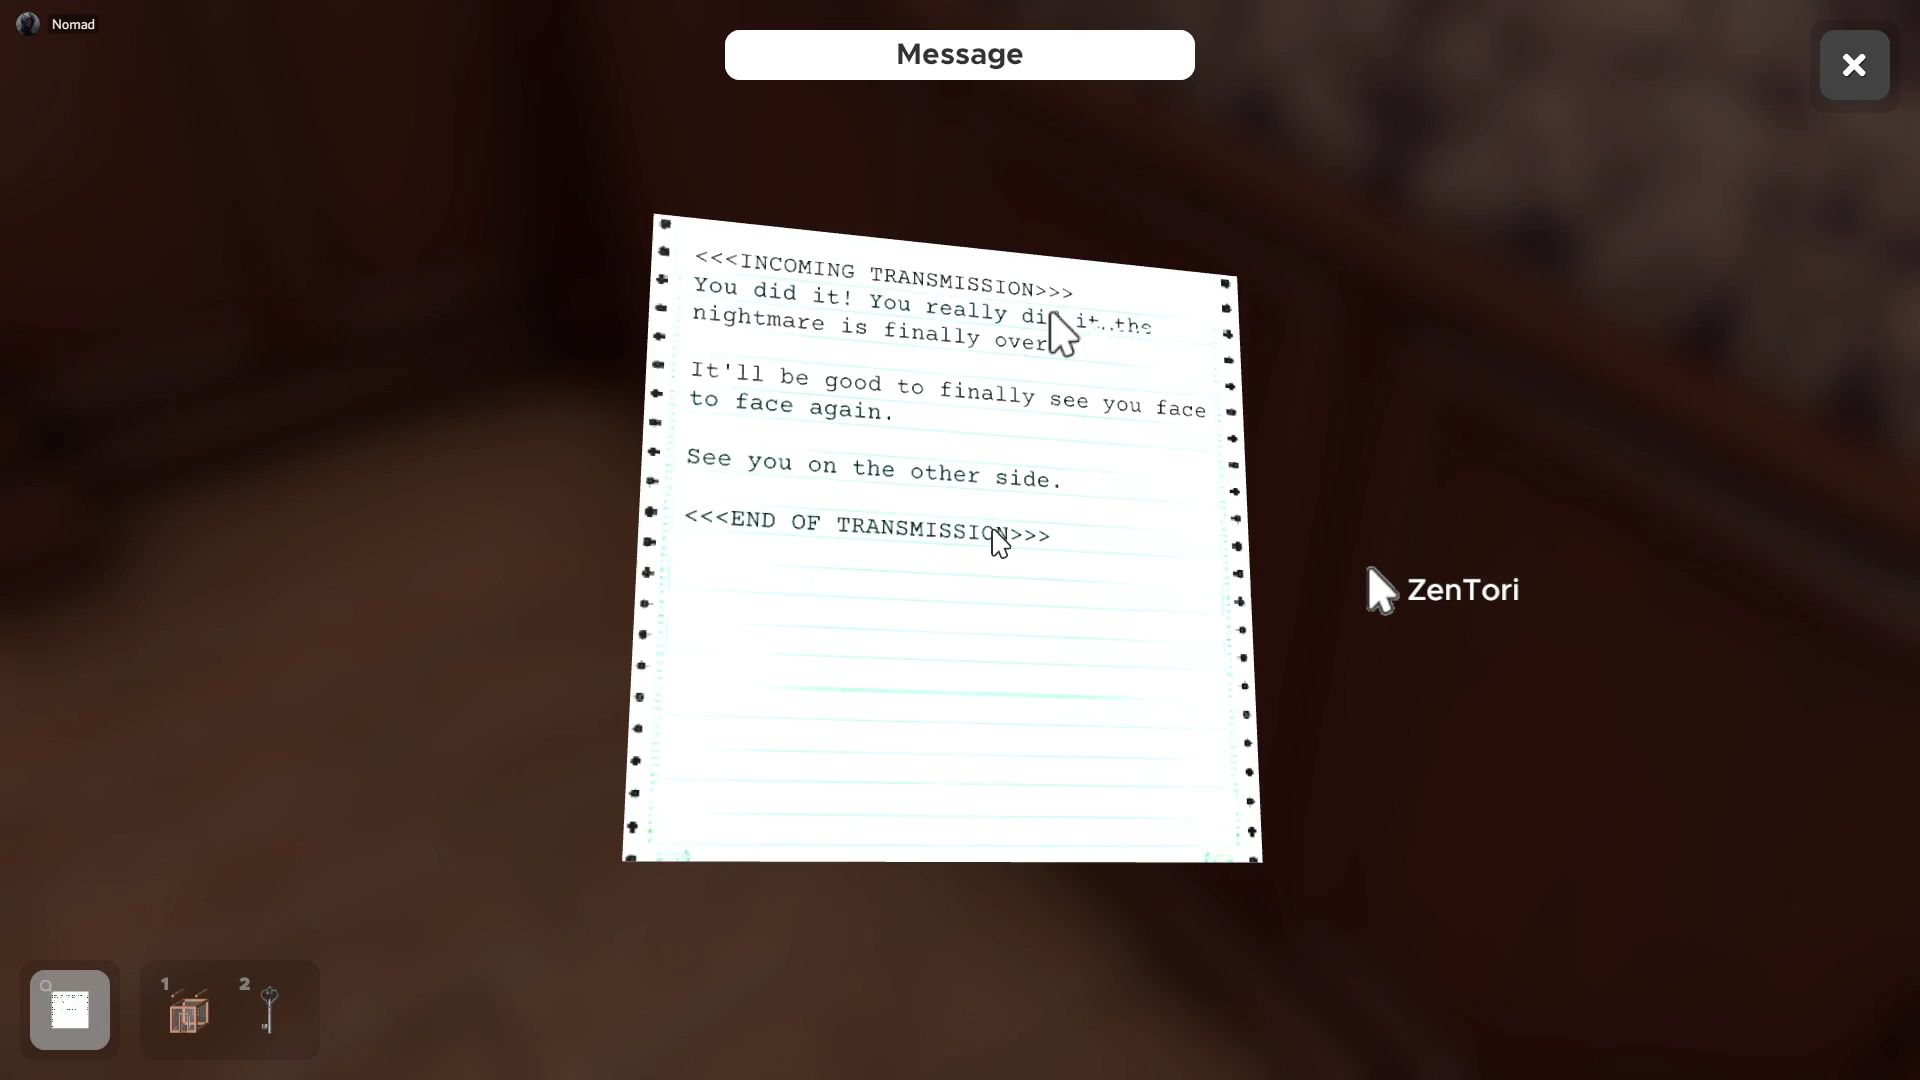 Nomad
Message
<<<INCOMING TRANSMISSION>>>
You did it! You really did it..the
nightmare is finally over
It'll be good to finally see you face
to face again.
See you on the other side.
<<<END OF TRANSMISSION>>>
ZenTori
1
2